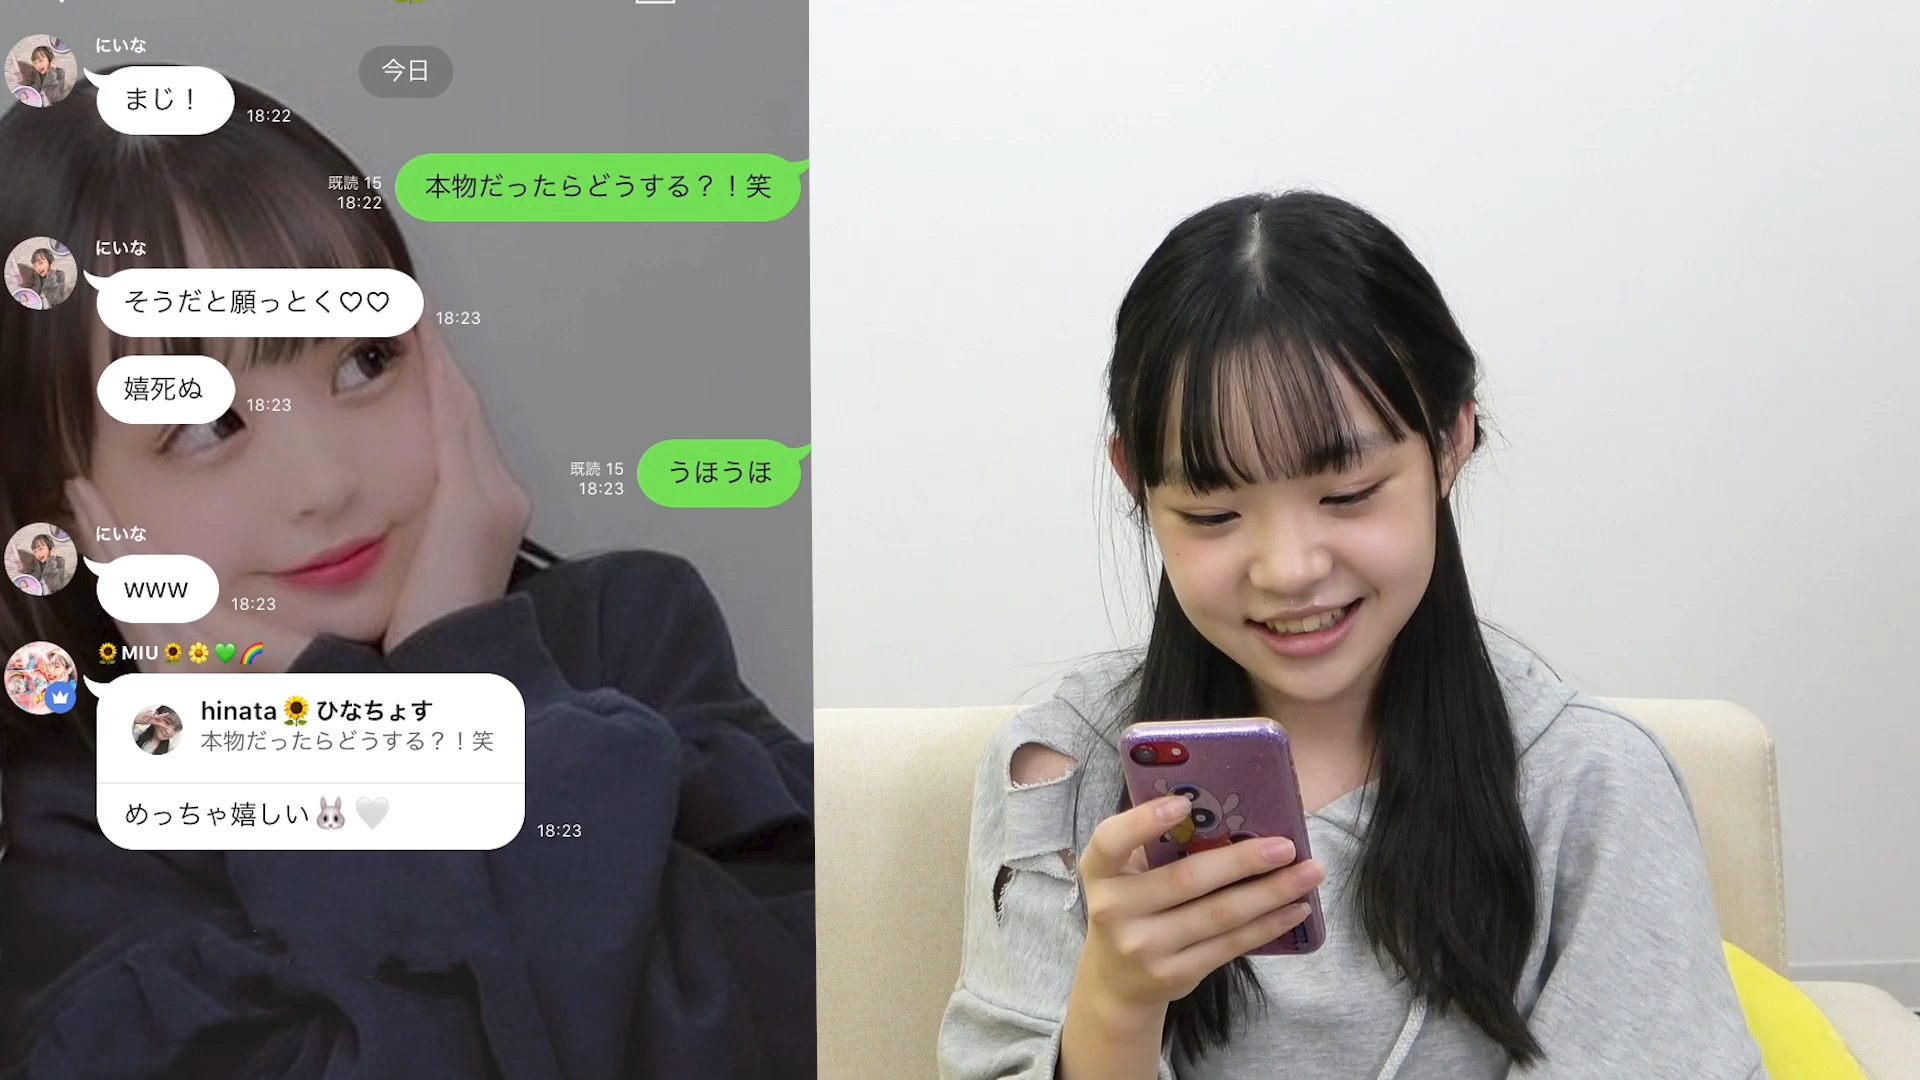 今日
にいな
まじ！
18:22
既読 15
18:22
本物だったらどうする？！笑
にいな
そうだと願っとく♡♡
18:23
嬉死ぬ
18:23
既読 15
18:23
うほうほ
にいな
www
18:23
🌻MIU🌻🌼💚🌈
hinata🌻ひなちょす
本物だったらどうする？！笑
めっちゃ嬉しい🐰🤍
18:23